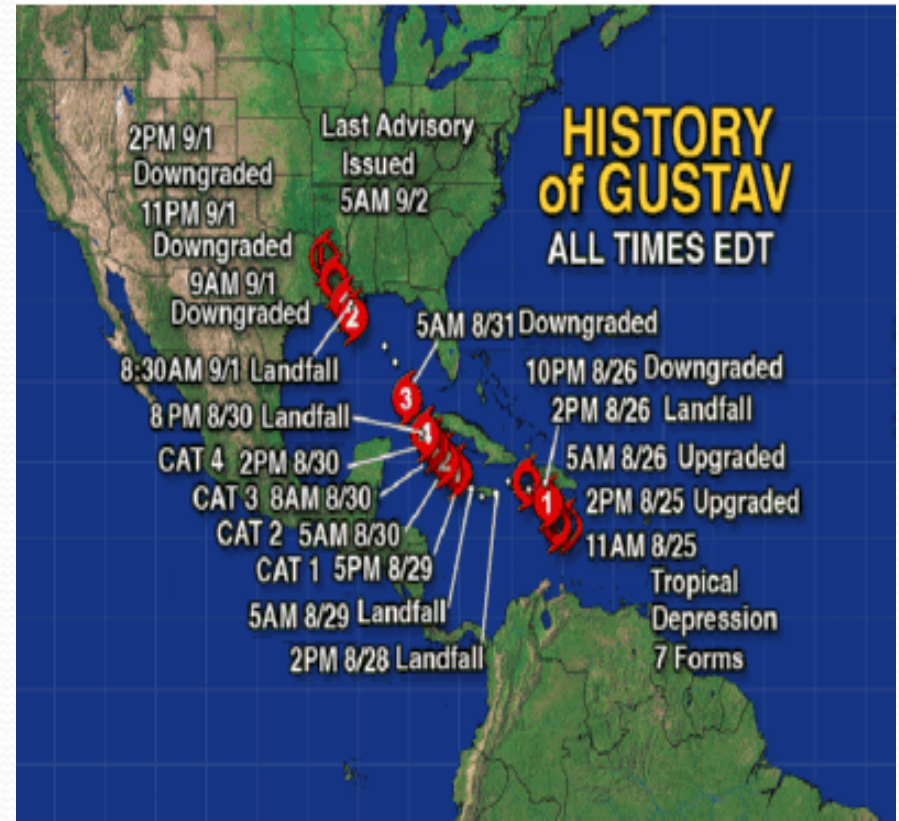 HISTORY
of GUSTAV
ALL TIMES EDT
2PM 9/1
Downgraded
11PM 9/1
Downgraded
9AM 9/1
Downgraded
8:30AM 9/1 Landfall
8 PM 8/30 Landfall
CAT 4 2PM 8/30
CAT 3 8AM 8/30
CAT 2 5AM 8/30
CAT 1 5PM 8/29
5AM 8/29 Landfall
2PM 8/28 Landfall
Last Advisory
Issued
5AM 9/2
2
5AM 8/31 Downgraded
3
4
2
10PM 8/26 Downgraded
2PM 8/26 Landfall
5AM 8/26 Upgraded
1
2PM 8/25 Upgraded
11AM 8/25
Tropical
Depression
7 Forms